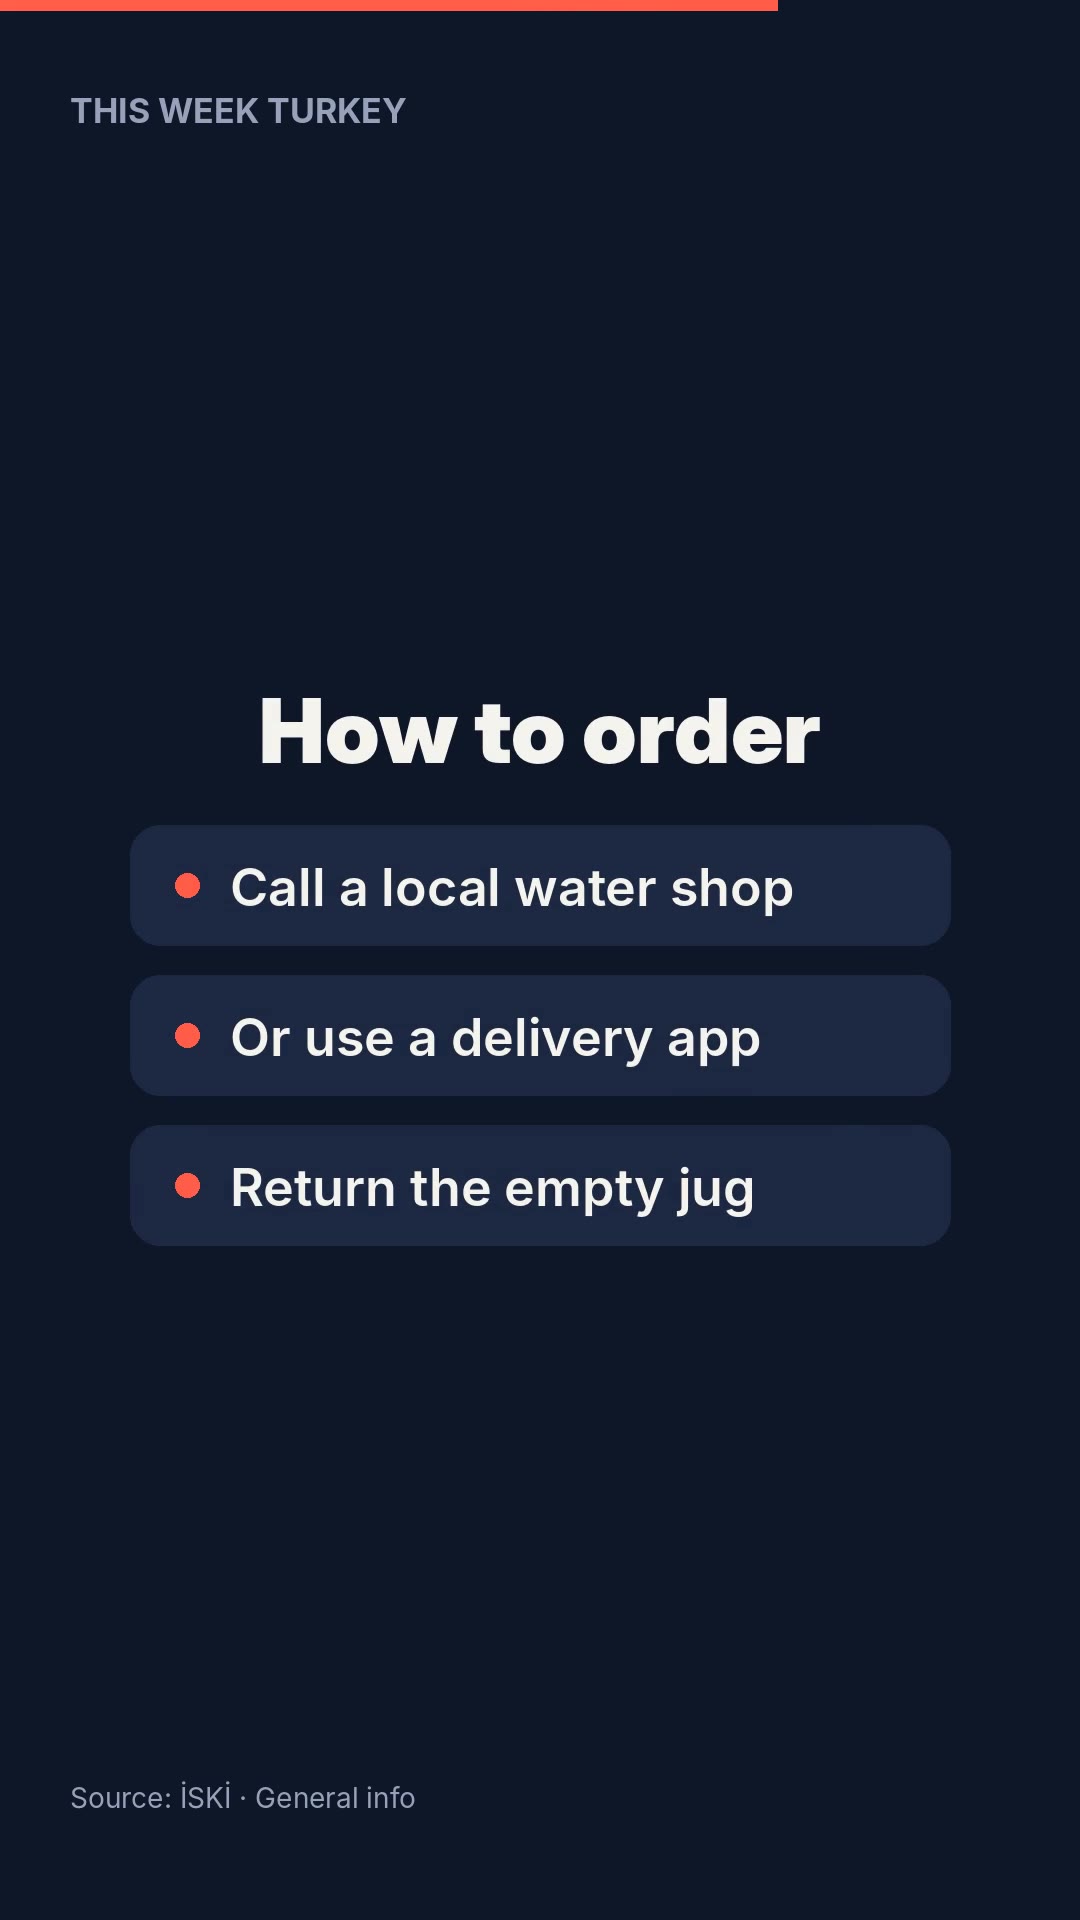 THIS WEEK TURKEY
How to order
Call a local water shop
Or use a delivery app
Return the empty jug
Source: İSKİ · General info